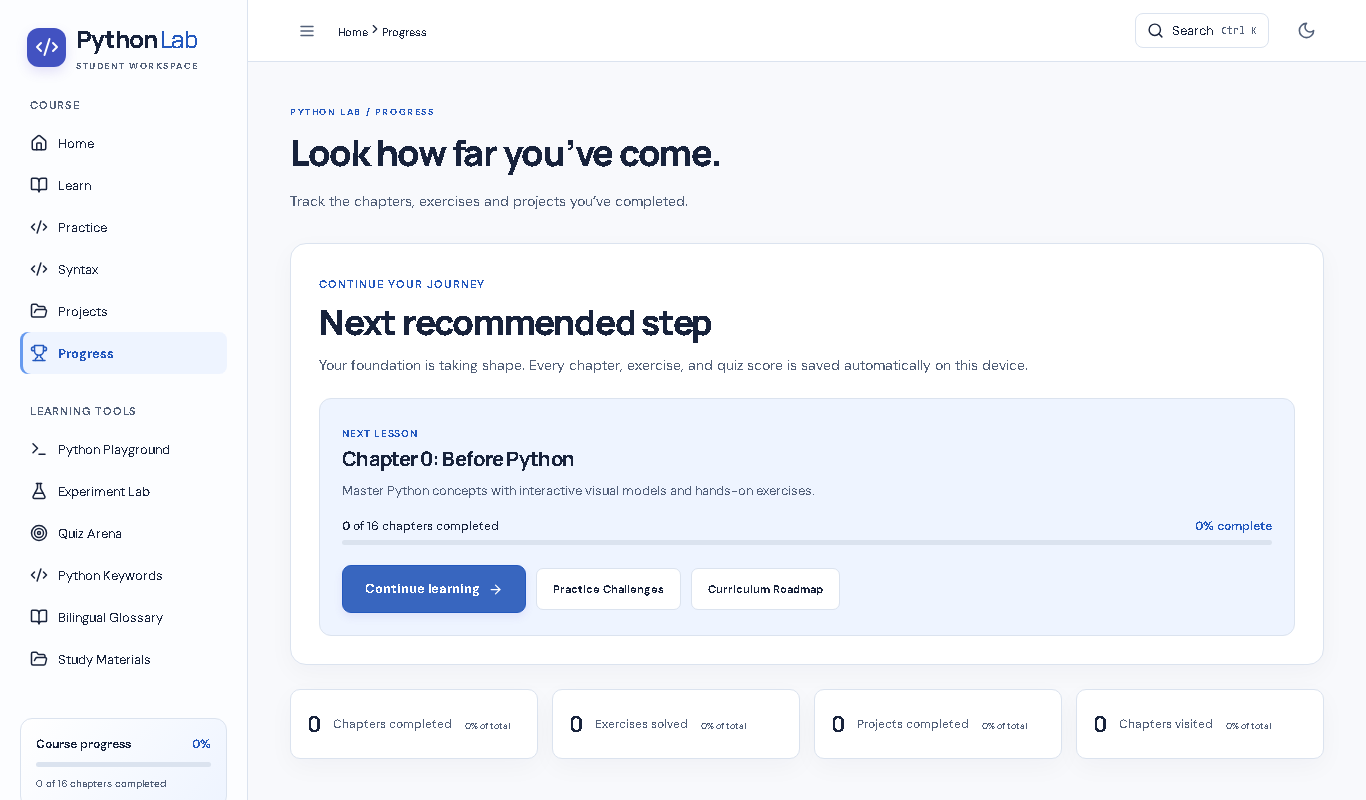 Python Lab
STUDENT WORKSPACE
COURSE
Home
Learn
Practice
Syntax
Projects
Progress
LEARNING TOOLS
Python Playground
Experiment Lab
Quiz Arena
Python Keywords
Bilingual Glossary
Study Materials
Course progress 0%
0 of 16 chapters completed
Home > Progress
Search Ctrl K
PYTHON LAB / PROGRESS
Look how far you’ve come.
Track the chapters, exercises and projects you’ve completed.
CONTINUE YOUR JOURNEY
Next recommended step
Your foundation is taking shape. Every chapter, exercise, and quiz score is saved automatically on this device.
NEXT LESSON
Chapter 0: Before Python
Master Python concepts with interactive visual models and hands-on exercises.
0 of 16 chapters completed 0% complete
Continue learning → Practice Challenges Curriculum Roadmap
0 Chapters completed 0% of total
0 Exercises solved 0% of total
0 Projects completed 0% of total
0 Chapters visited 0% of total